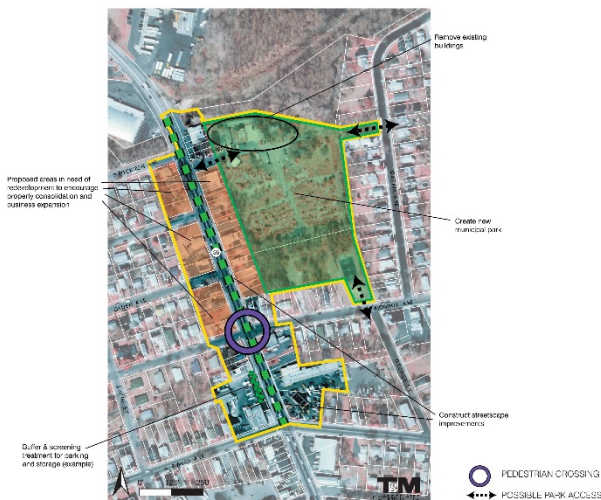 Remove existing
buildings
Proposed areas in need of
redevelopment to encourage
property consolidation and
business expansion
Create new
municipal park
Construct streetscape
improvements
Buffer & screening
treatment for parking
and storage (example)
PEDESTRIAN CROSSING
POSSIBLE PARK ACCESS